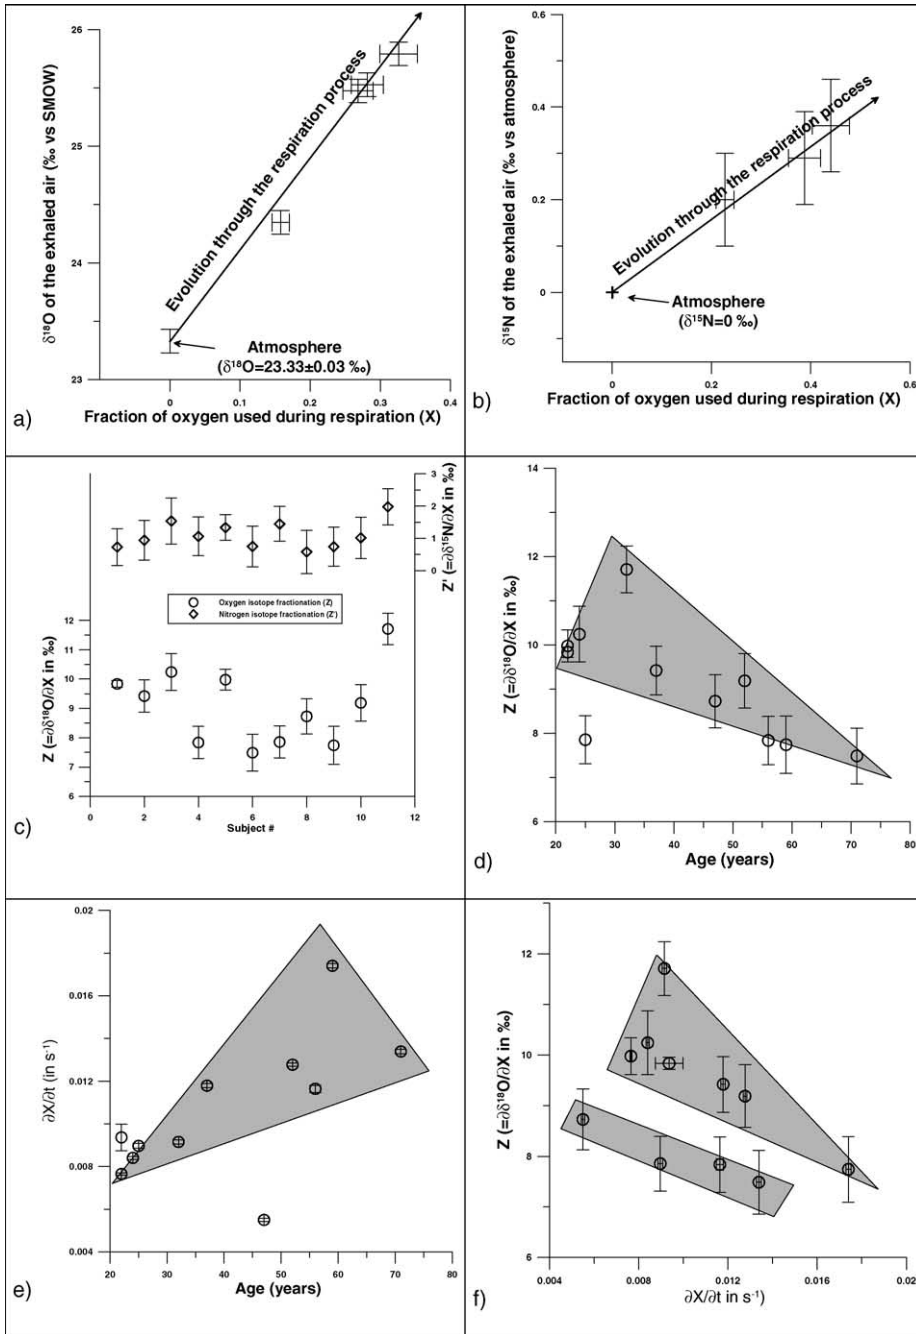 26
25
24
23
δ¹⁸O of the exhaled air (‰ vs SMOW)
Evolution through the respiration process
Atmosphere
(δ¹⁸O=23.33±0.03 ‰)
0 0.1 0.2 0.3 0.4
Fraction of oxygen used during respiration (X)
a)
0.6
0.4
0.2
0
δ¹⁵N of the exhaled air (‰ vs atmosphere)
Evolution through the respiration process
Atmosphere
(δ¹⁵N=0 ‰)
0 0.2 0.4 0.6
Fraction of oxygen used during respiration (X)
b)
3
2
1
0
Z' (=∂δ¹⁵N/∂X in ‰)
Oxygen isotope fractionation (Z)
Nitrogen isotope fractionation (Z')
12
11
10
9
8
7
6
Z (=∂δ¹⁸O/∂X in ‰)
0 2 4 6 8 10 12
Subject #
c)
14
12
10
8
6
Z (=∂δ¹⁸O/∂X in ‰)
20 30 40 50 60 70 80
Age (years)
d)
0.02
0.016
0.012
0.008
0.004
∂X/∂t (in s⁻¹)
20 30 40 50 60 70 80
Age (years)
e)
12
10
8
6
Z (=∂δ¹⁸O/∂X in ‰)
0.004 0.008 0.012 0.016 0.02
∂X/∂t in s⁻¹)
f)